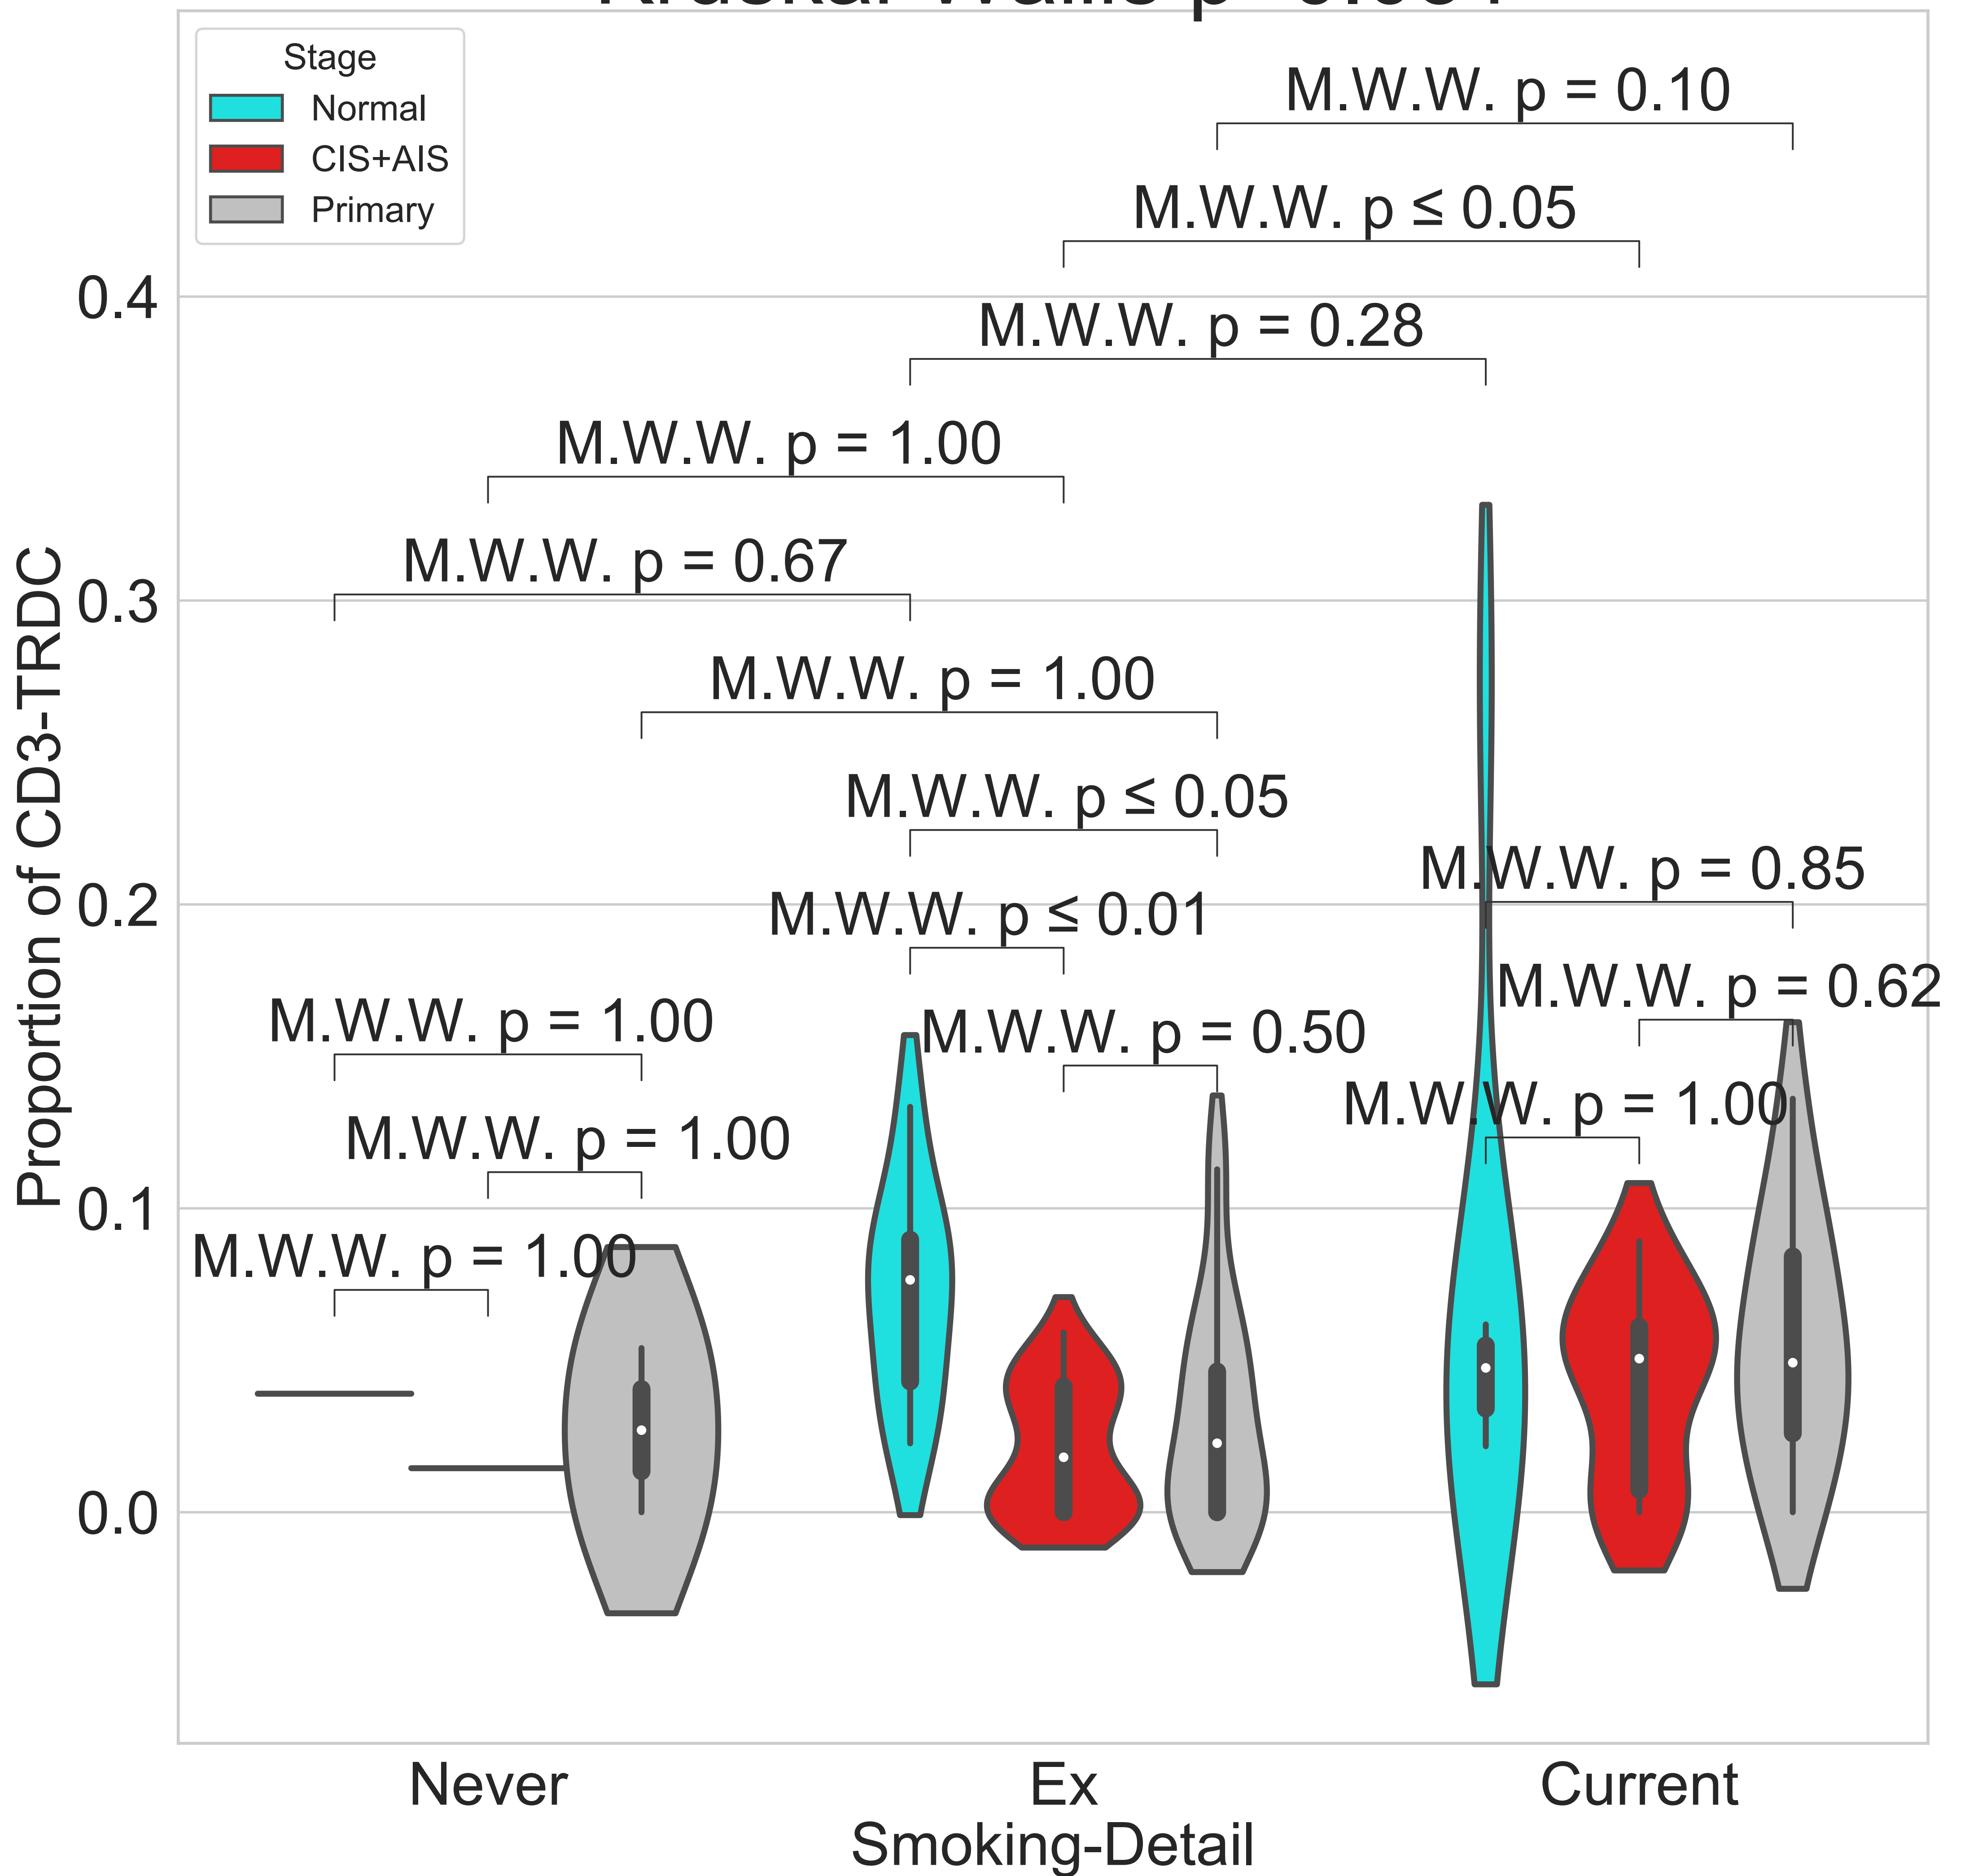 Stage
Normal
CIS+AIS
Primary
M.W.W. p = 0.10
M.W.W. p ≤ 0.05
M.W.W. p = 0.28
M.W.W. p = 1.00
M.W.W. p = 0.67
M.W.W. p = 1.00
M.W.W. p ≤ 0.05
M.W.W. p = 0.85
M.W.W. p ≤ 0.01
M.W.W. p = 0.62
M.W.W. p = 1.00
M.W.W. p = 0.50
M.W.W. p = 1.00
M.W.W. p = 1.00
M.W.W. p = 1.00
Proportion of CD3-TRDC
0.4
0.3
0.2
0.1
0.0
Never
Ex
Current
Smoking-Detail